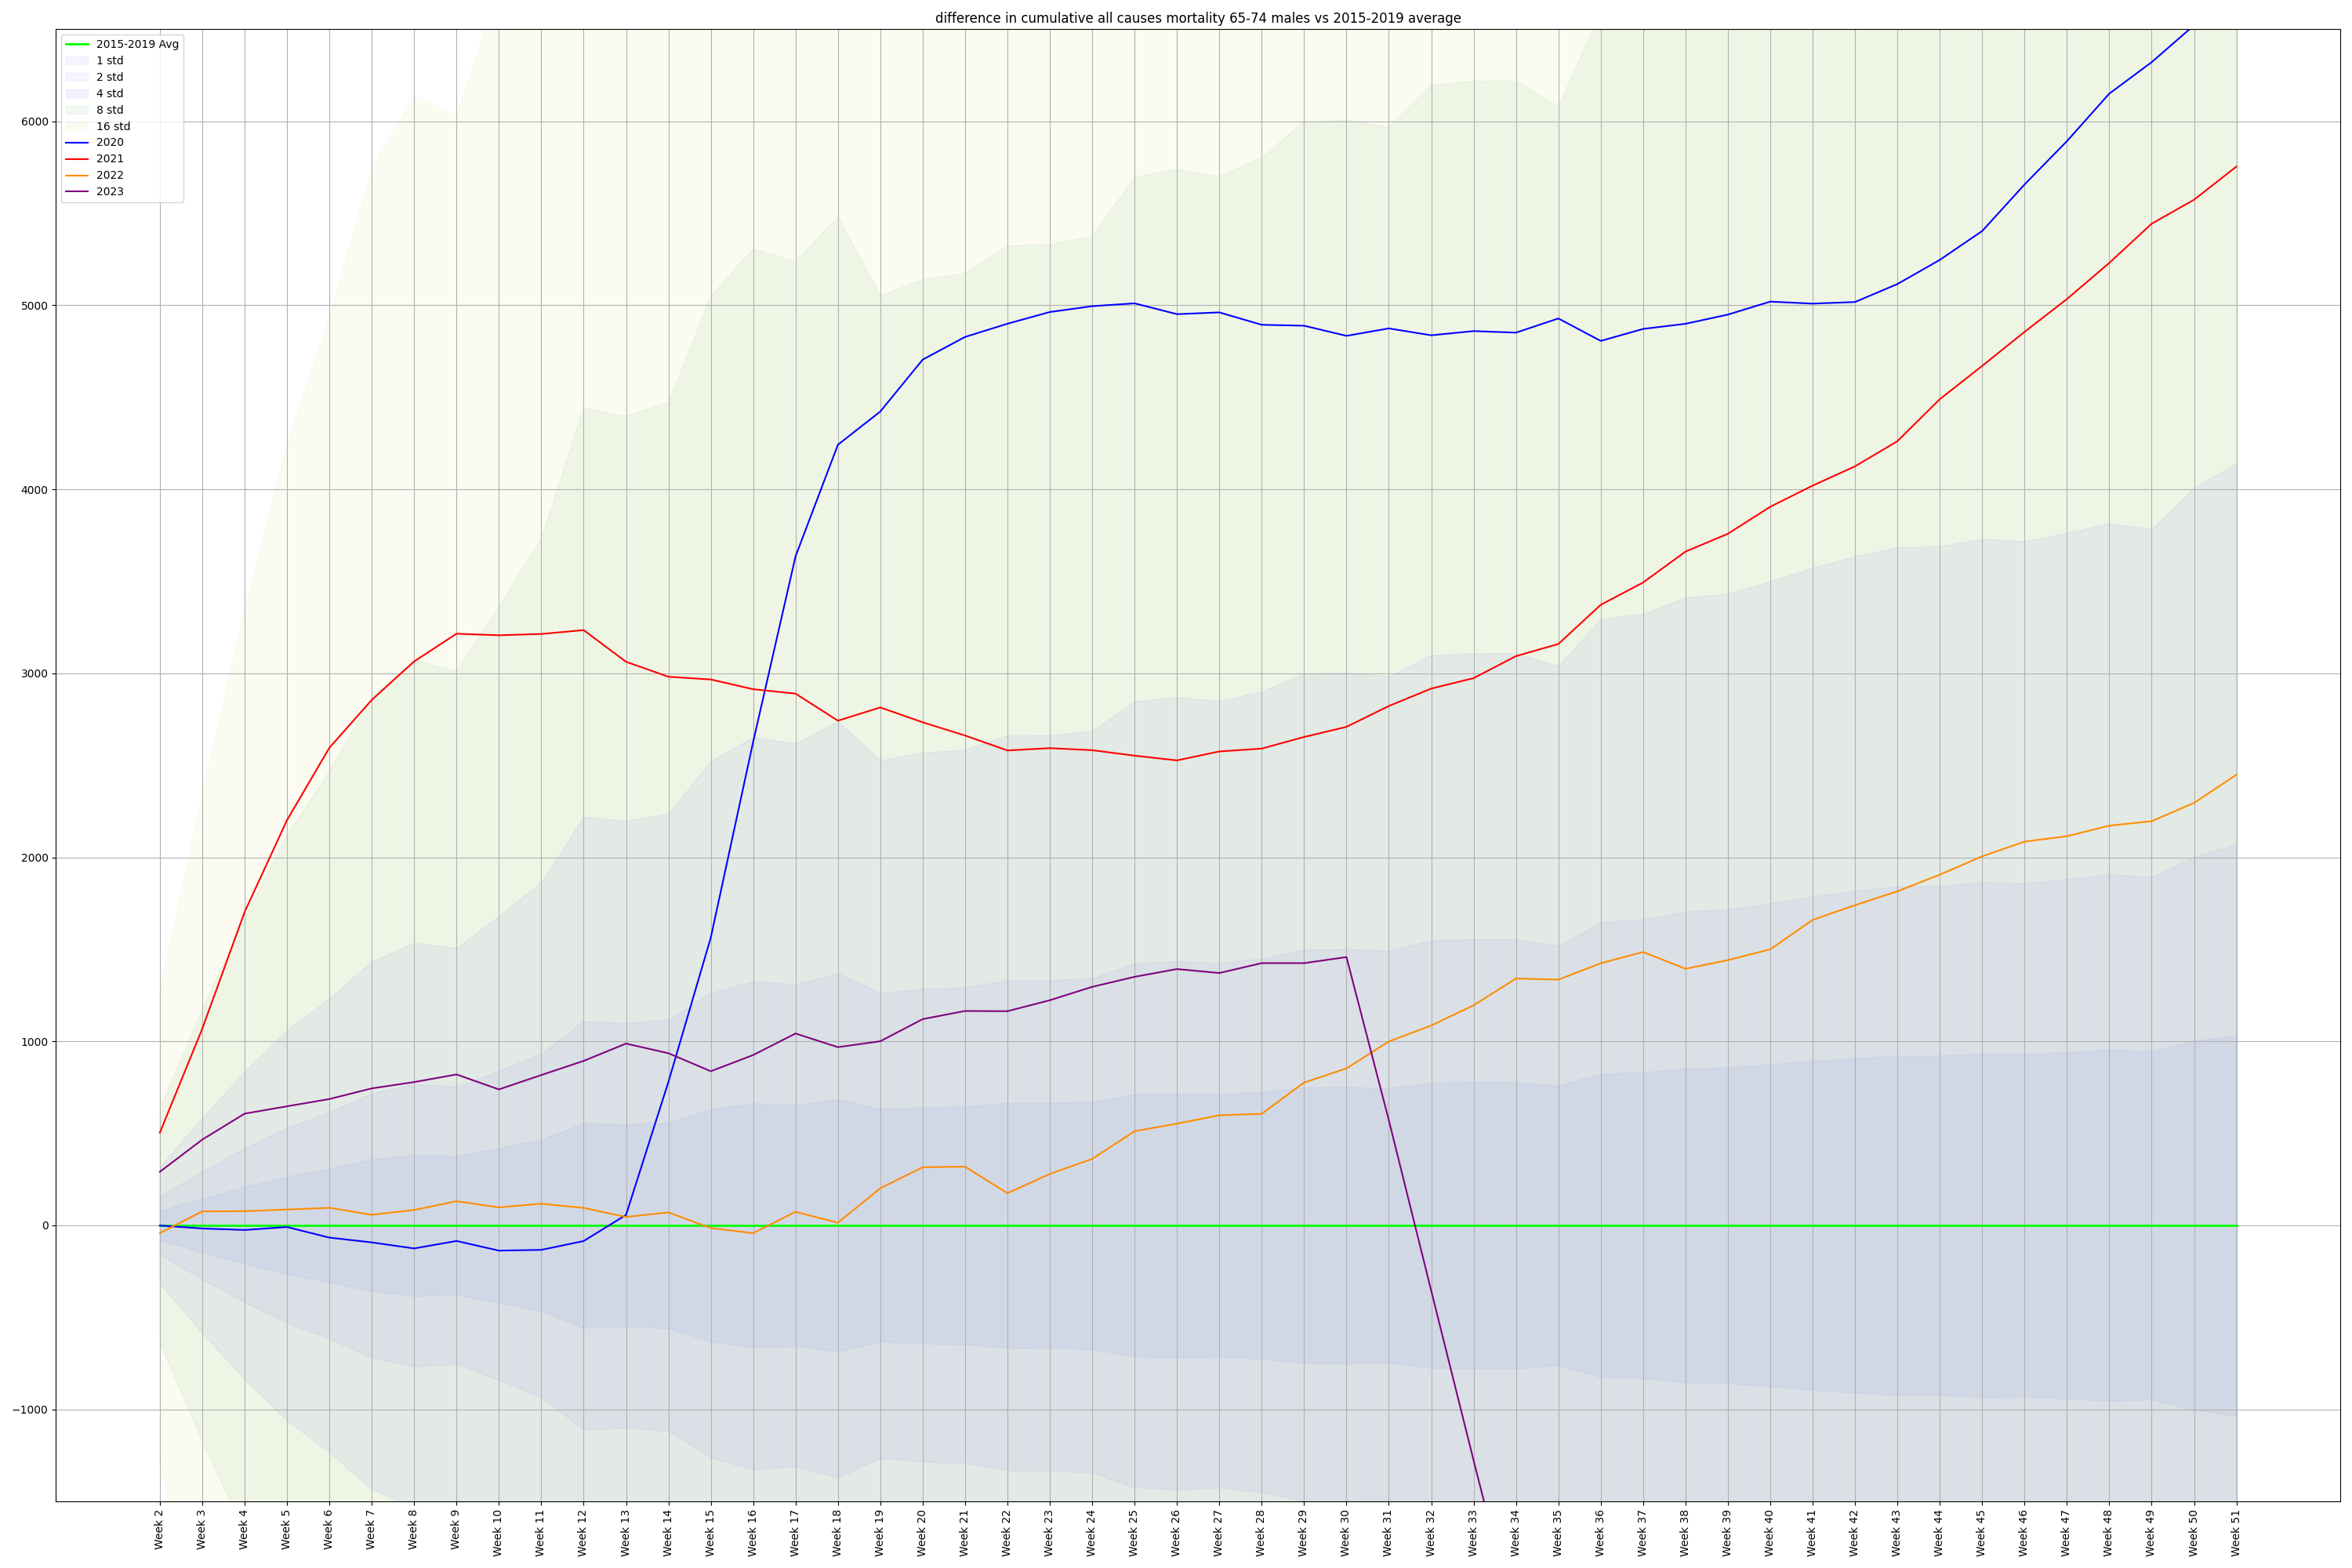 difference in cumulative all causes mortality 65-74 males vs 2015-2019 average
2015-2019 Avg
1 std
2 std
4 std
8 std
16 std
2020
2021
2022
2023
6000
5000
4000
3000
2000
1000
0
−1000
Week 2
Week 3
Week 4
Week 5
Week 6
Week 7
Week 8
Week 9
Week 10
Week 11
Week 12
Week 13
Week 14
Week 15
Week 16
Week 17
Week 18
Week 19
Week 20
Week 21
Week 22
Week 23
Week 24
Week 25
Week 26
Week 27
Week 28
Week 29
Week 30
Week 31
Week 32
Week 33
Week 34
Week 35
Week 36
Week 37
Week 38
Week 39
Week 40
Week 41
Week 42
Week 43
Week 44
Week 45
Week 46
Week 47
Week 48
Week 49
Week 50
Week 51